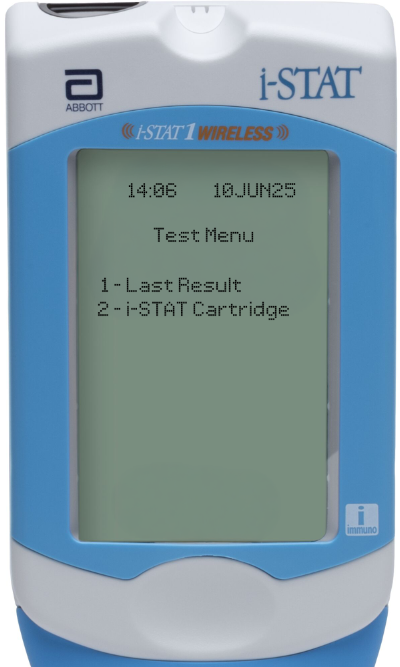 ABBOTT
i-STAT
i-STAT 1 WIRELESS
14:06 10JUN25
Test Menu
1 - Last Result
2 - i-STAT Cartridge
i
immuno